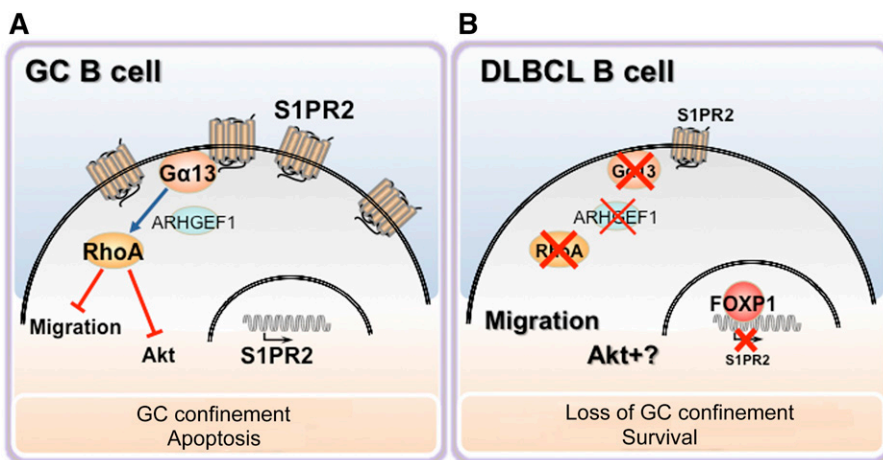 A
GC B cell
S1PR2
Gα13
ARHGEF1
RhoA
Migration
Akt
S1PR2
GC confinement
Apoptosis
B
DLBCL B cell
S1PR2
Gα13
ARHGEF1
RhoA
FOXP1
Migration
S1PR2
Akt+?
Loss of GC confinement
Survival